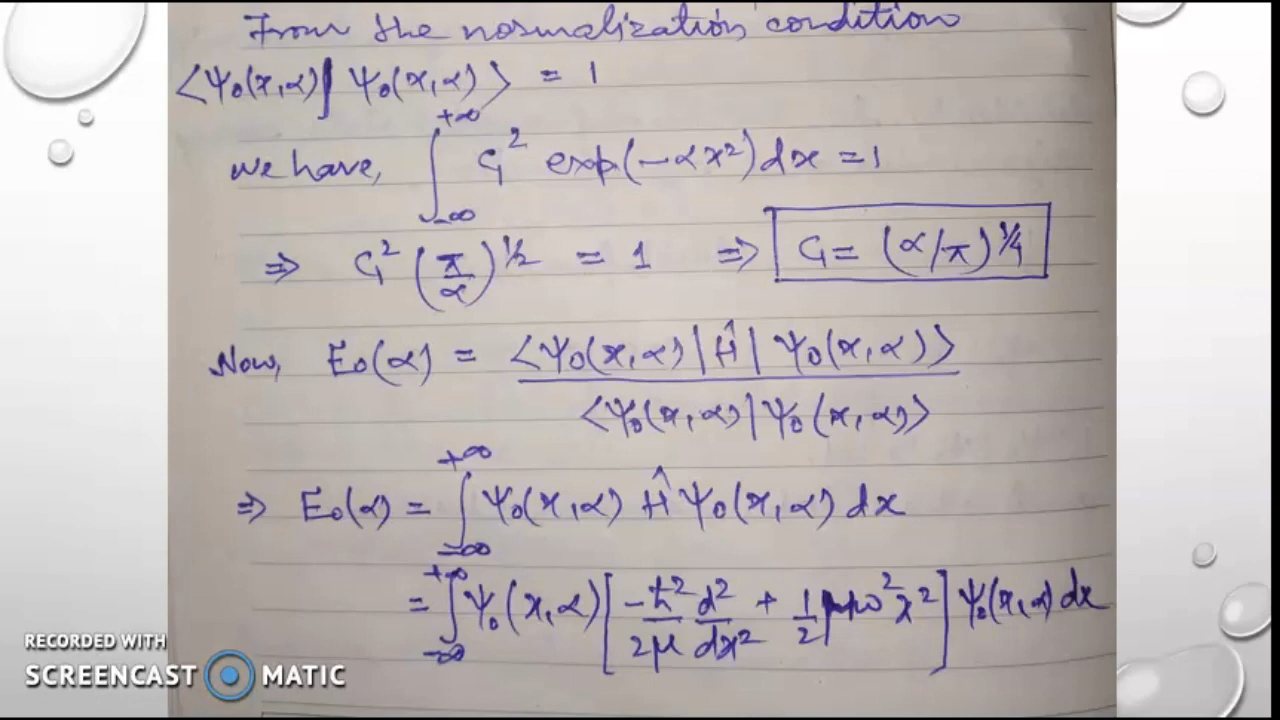 From the normalization condition
⟨Ψ₀(x,α)|Ψ₀(x,α)⟩ = 1
we have, ∫_{-∞}^{+∞} C₁² exp(-αx²)dx = 1
⇒ C₁² (π/α)^{1/2} = 1 ⇒ C₁ = (α/π)^{1/4}
Now, E₀(α) = ⟨Ψ₀(x,α)|Ĥ|Ψ₀(x,α)⟩ / ⟨Ψ₀(x,α)|Ψ₀(x,α)⟩
⇒ E₀(α) = ∫_{-∞}^{+∞} Ψ₀(x,α) Ĥ Ψ₀(x,α) dx
= ∫_{-∞}^{+∞} Ψ₀(x,α) [-ħ²/2μ d²/dx² + 1/2 μω²x²] Ψ₀(x,α) dx
RECORDED WITH
SCREENCAST MATIC